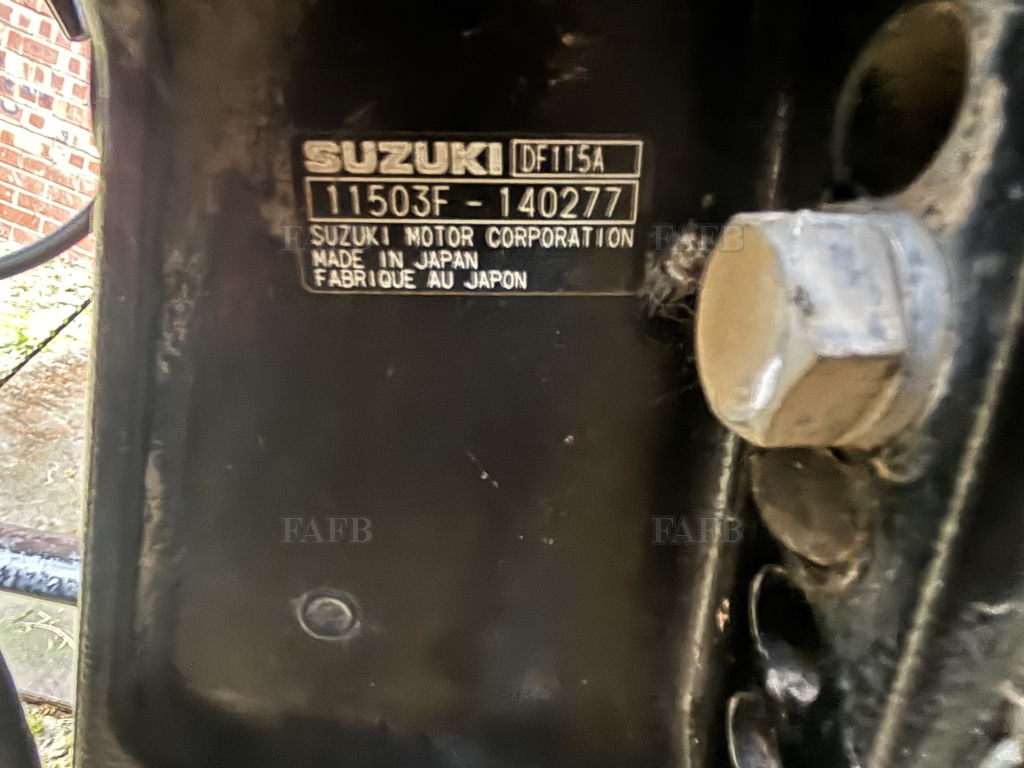 SUZUKI DF115A
11503F - 140277
SUZUKI MOTOR CORPORATION
MADE IN JAPAN
FABRIQUE AU JAPON
FAFB FAFB
FAFB FAFB